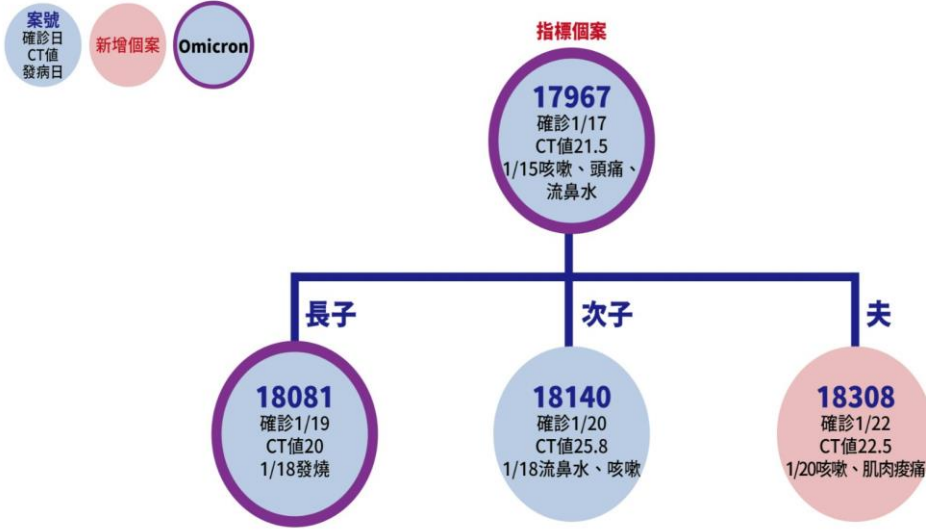 案號
確診日
CT值
發病日
新增個案
Omicron
指標個案
17967
確診1/17
CT值21.5
1/15咳嗽、頭痛、
流鼻水
長子
次子
夫
18081
確診1/19
CT值20
1/18發燒
18140
確診1/20
CT值25.8
1/18流鼻水、咳嗽
18308
確診1/22
CT值22.5
1/20咳嗽、肌肉痠痛